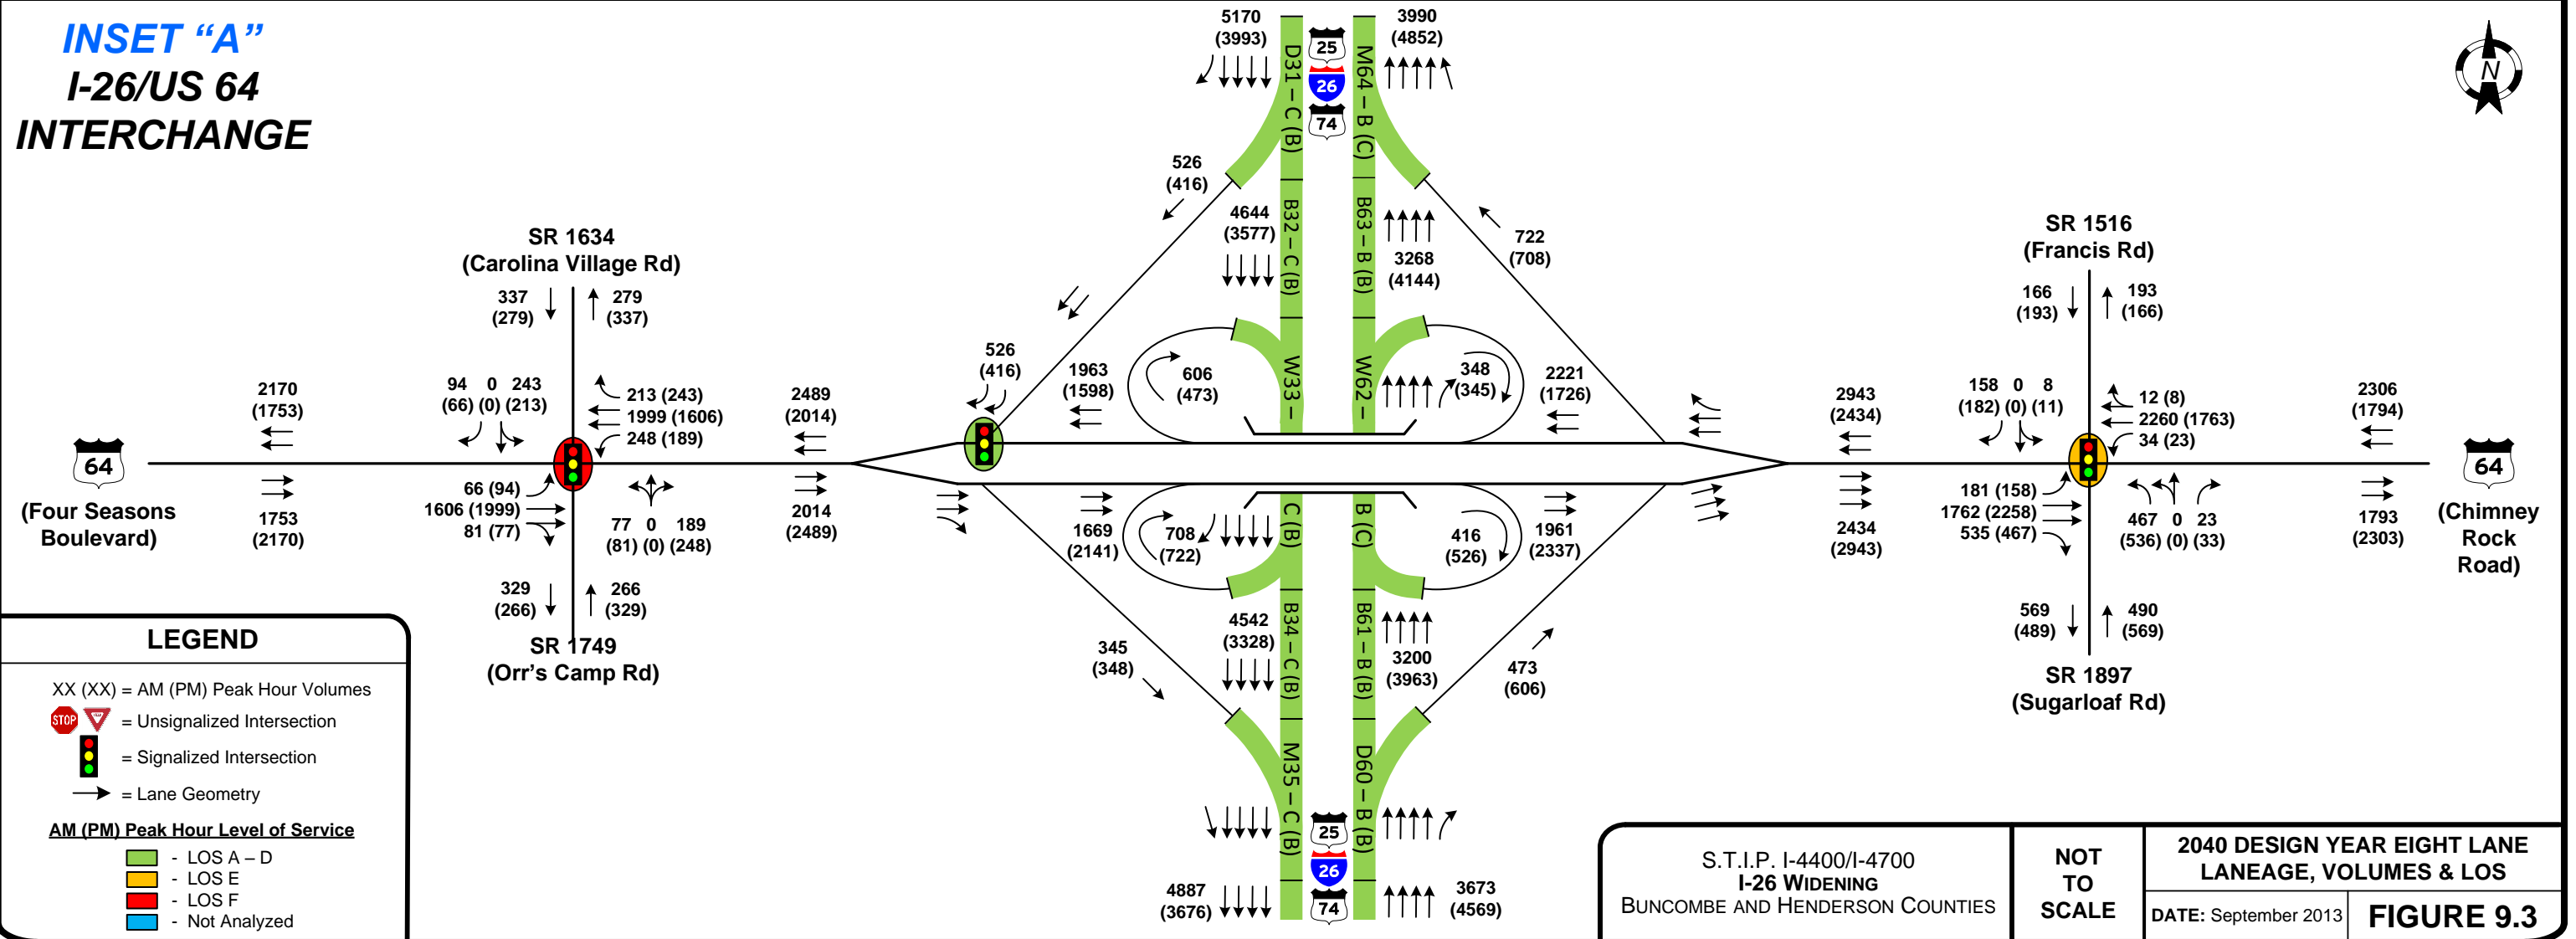 INSET “A”
I-26/US 64
INTERCHANGE
5170
(3993)
25
26
74
3990
(4852)
N
D31 – C (B)
M64 – B (C)
526
(416)
4644
(3577)
B32 – C (B)
B63 – B (B)
3268
(4144)
722
(708)
SR 1634
(Carolina Village Rd)
337
(279)
279
(337)
SR 1516
(Francis Rd)
166
(193)
193
(166)
2170
(1753)
94 0 243
(66) (0) (213)
213 (243)
1999 (1606)
248 (189)
2489
(2014)
526
(416)
1963
(1598)
606
(473)
W33 –
W62 –
348
(345)
2221
(1726)
2943
(2434)
158 0 8
(182) (0) (11)
12 (8)
2260 (1763)
34 (23)
2306
(1794)
64
(Four Seasons
Boulevard)
1753
(2170)
66 (94)
1606 (1999)
81 (77)
77 0 189
(81) (0) (248)
2014
(2489)
1669
(2141)
708
(722)
C (B)
B (C)
416
(526)
1961
(2337)
2434
(2943)
181 (158)
1762 (2258)
535 (467)
467 0 23
(536) (0) (33)
1793
(2303)
64
(Chimney
Rock
Road)
329
(266)
266
(329)
SR 1749
(Orr’s Camp Rd)
345
(348)
4542
(3328)
B34 – C (B)
B61 – B (B)
3200
(3963)
473
(606)
569
(489)
490
(569)
SR 1897
(Sugarloaf Rd)
M35 – C (B)
D60 – B (B)
25
26
74
4887
(3676)
3673
(4569)
LEGEND
XX (XX) = AM (PM) Peak Hour Volumes
STOP = Unsignalized Intersection
= Signalized Intersection
= Lane Geometry
AM (PM) Peak Hour Level of Service
- LOS A – D
- LOS E
- LOS F
- Not Analyzed
S.T.I.P. I-4400/I-4700
I-26 WIDENING
BUNCOMBE AND HENDERSON COUNTIES
NOT
TO
SCALE
2040 DESIGN YEAR EIGHT LANE
LANEAGE, VOLUMES & LOS
DATE: September 2013
FIGURE 9.3